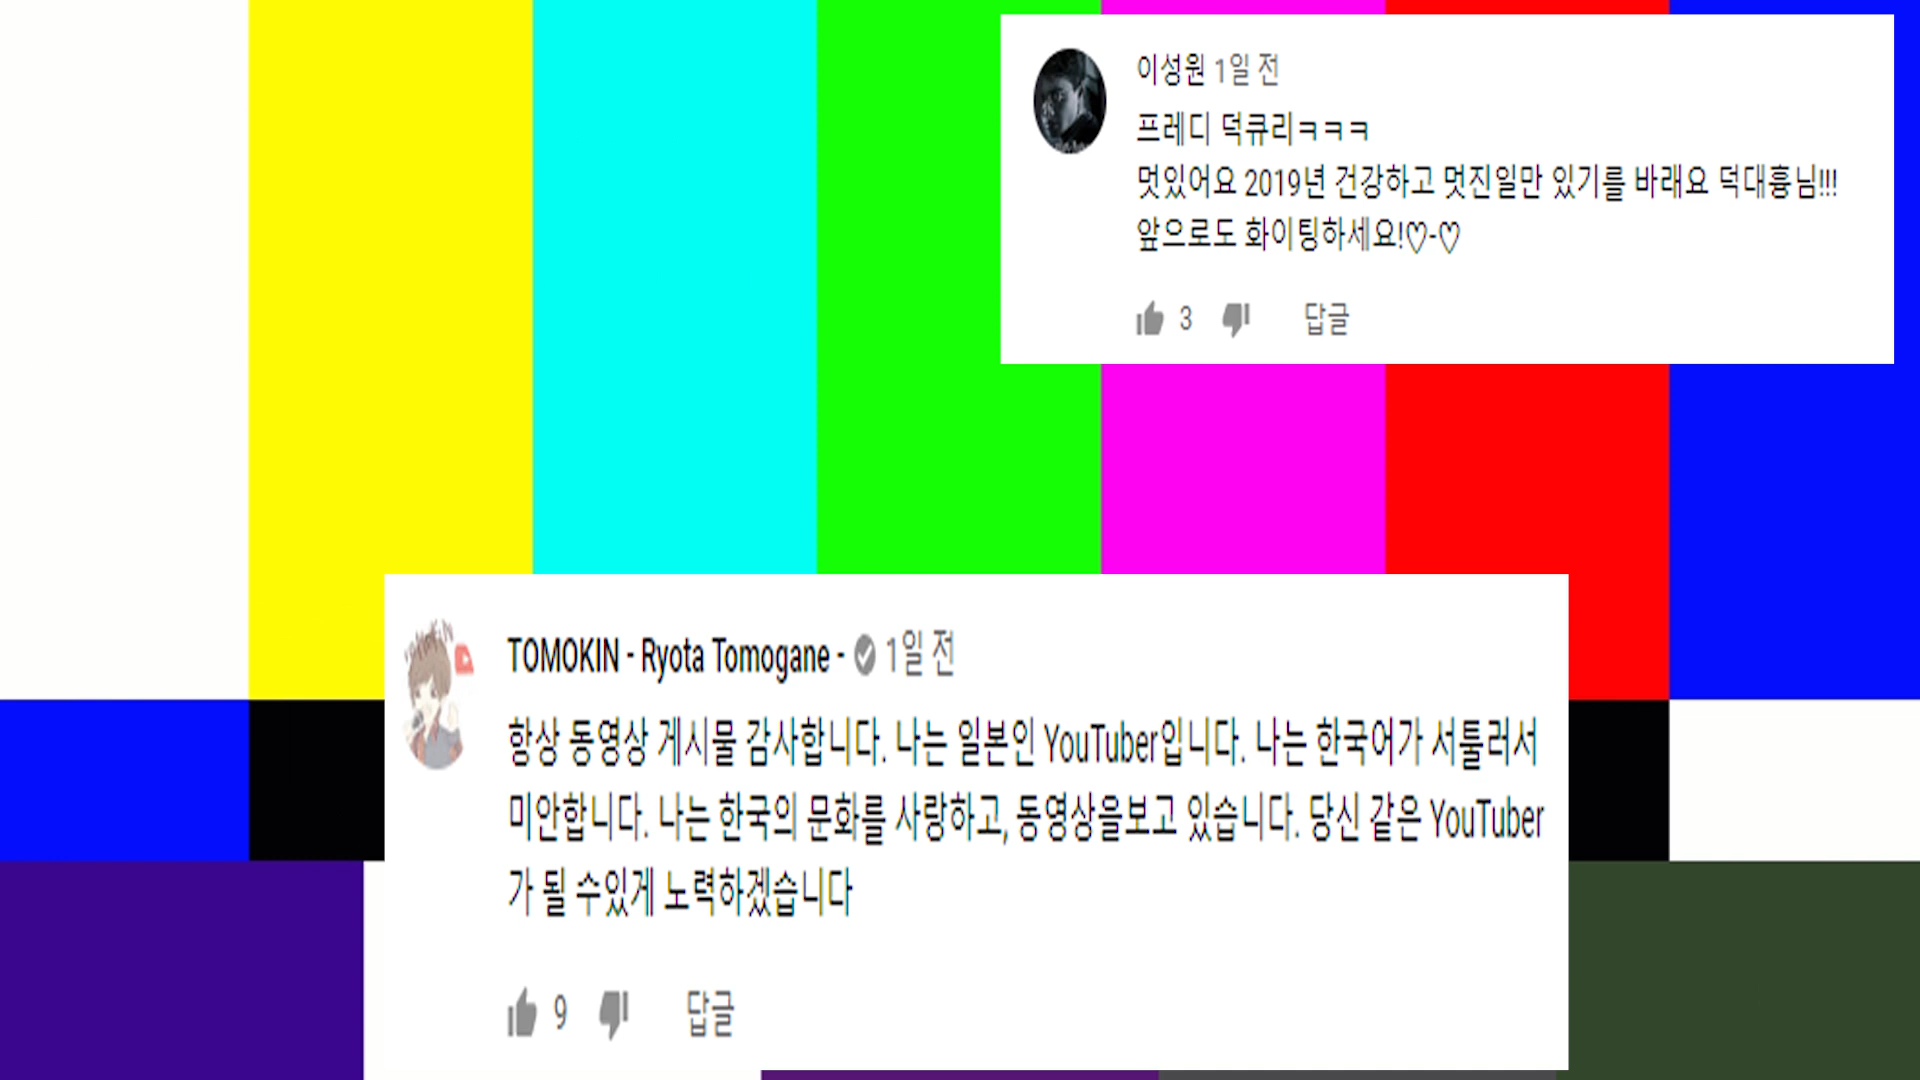 이성원 1일 전
프레디 덕큐리ㅋㅋㅋ
멋있어요 2019년 건강하고 멋진일만 있기를 바래요 덕대흉님!!!
앞으로도 화이팅하세요!♡-♡
3 답글
TOMOKIN - Ryota Tomogane - 1일 전
항상 동영상 게시물 감사합니다. 나는 일본인 YouTuber입니다. 나는 한국어가 서툴러서
미안합니다. 나는 한국의 문화를 사랑하고, 동영상을보고 있습니다. 당신 같은 YouTuber
가 될 수있게 노력하겠습니다
9 답글